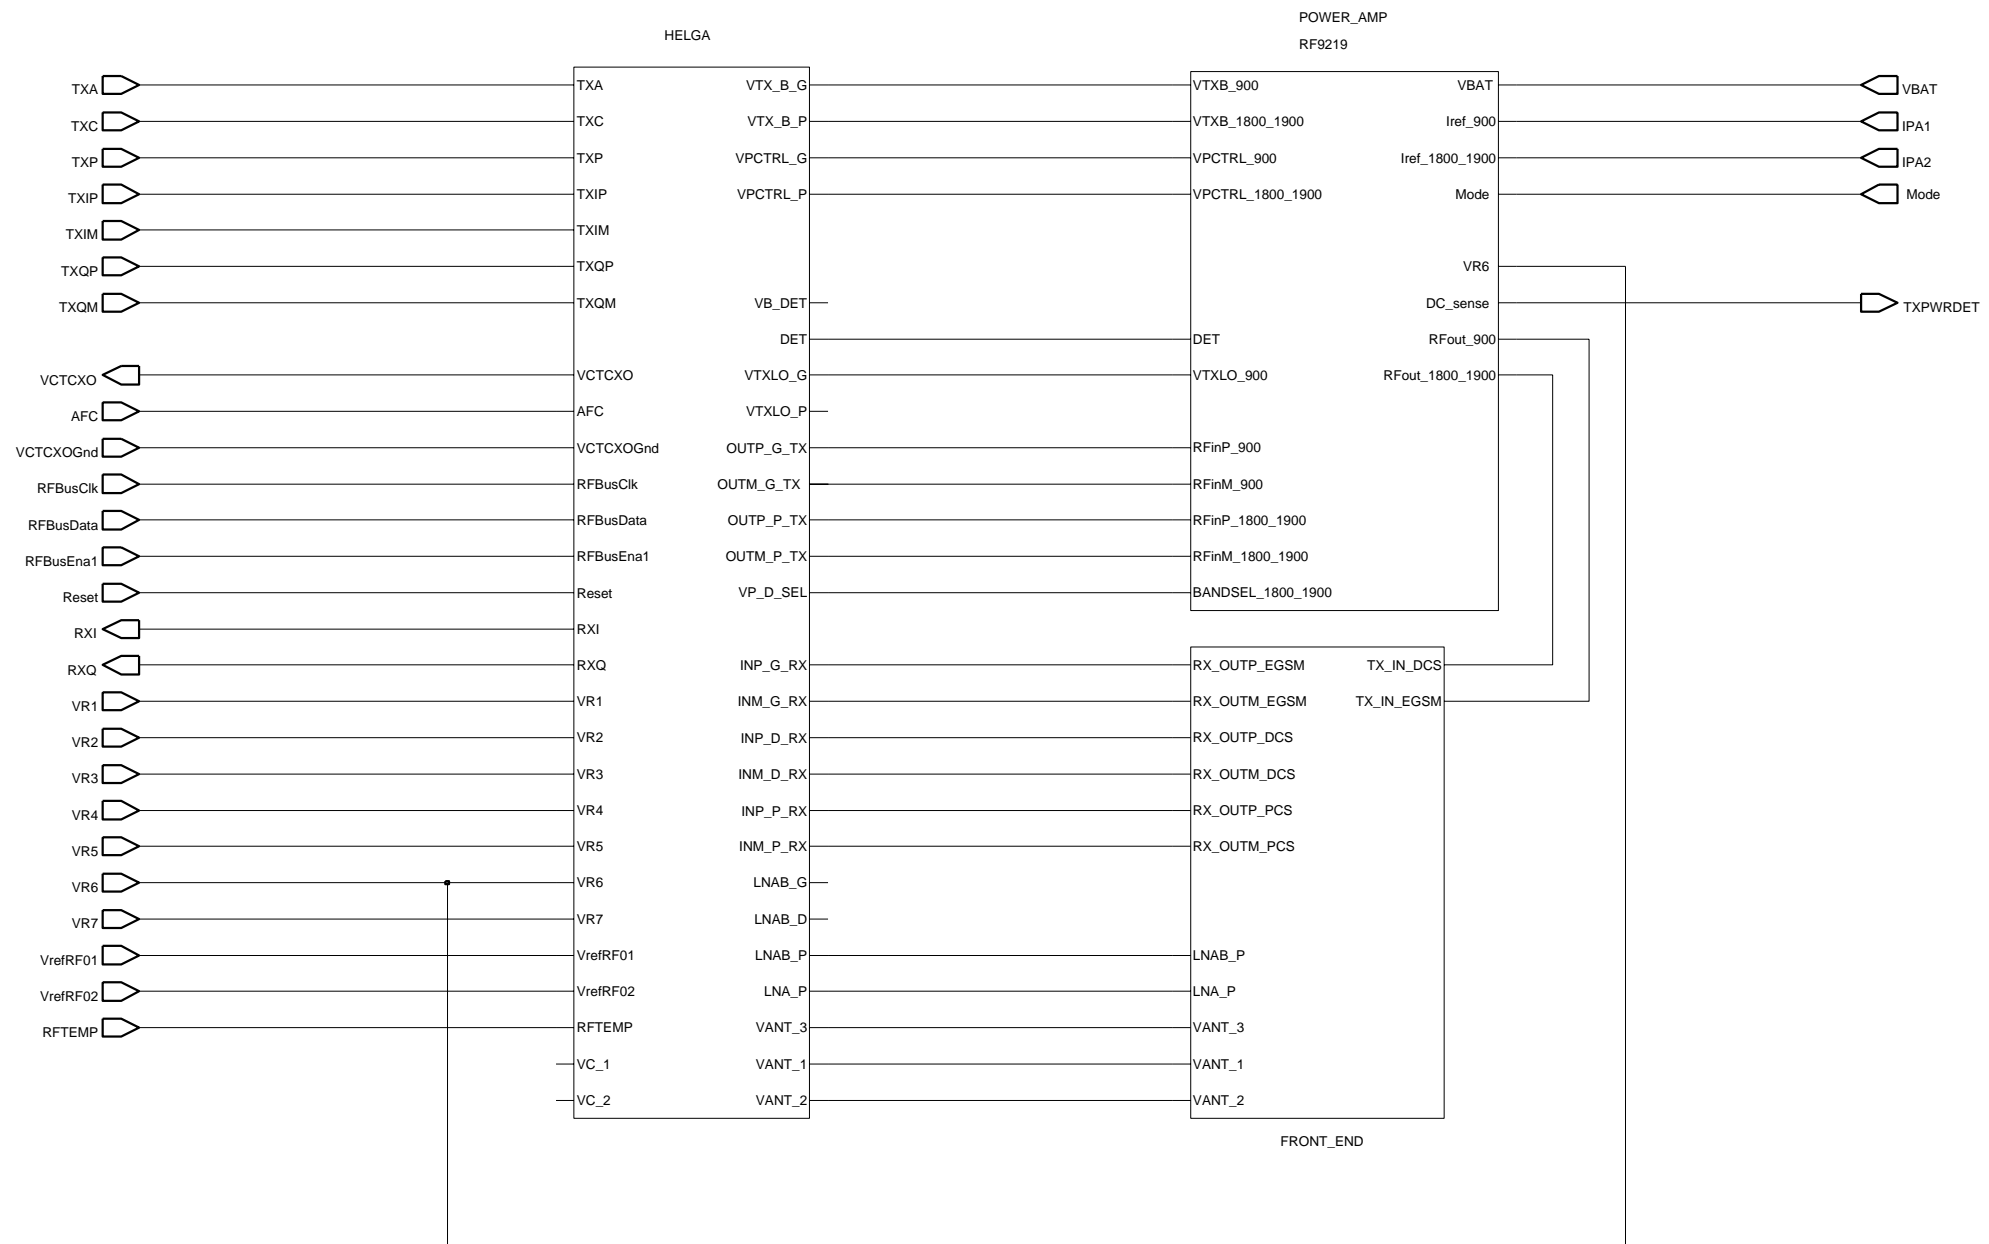 POWER_AMP
HELGA
RF9219
TXA TXA VTX_B_G VTXB_900 VBAT VBAT
TXC TXC VTX_B_P VTXB_1800_1900 Iref_900 IPA1
TXP TXP VPCTRL_G VPCTRL_900 Iref_1800_1900 IPA2
TXIP TXIP VPCTRL_P VPCTRL_1800_1900 Mode Mode
TXIM TXIM
TXQP TXQP VR6
TXQM TXQM VB_DET DC_sense TXPWRDET
DET DET RFout_900
VCTCXO VCTCXO VTXLO_G VTXLO_900 RFout_1800_1900
AFC AFC VTXLO_P
VCTCXOGnd VCTCXOGnd OUTP_G_TX RFinP_900
RFBusClk RFBusClk OUTM_G_TX RFinM_900
RFBusData RFBusData OUTP_P_TX RFinP_1800_1900
RFBusEna1 RFBusEna1 OUTM_P_TX RFinM_1800_1900
Reset Reset VP_D_SEL BANDSEL_1800_1900
RXI RXI
RXQ RXQ INP_G_RX RX_OUTP_EGSM TX_IN_DCS
VR1 VR1 INM_G_RX RX_OUTM_EGSM TX_IN_EGSM
VR2 VR2 INP_D_RX RX_OUTP_DCS
VR3 VR3 INM_D_RX RX_OUTM_DCS
VR4 VR4 INP_P_RX RX_OUTP_PCS
VR5 VR5 INM_P_RX RX_OUTM_PCS
VR6 VR6 LNAB_G
VR7 VR7 LNAB_D
VrefRF01 VrefRF01 LNAB_P LNAB_P
VrefRF02 VrefRF02 LNA_P LNA_P
RFTEMP RFTEMP VANT_3 VANT_3
VC_1 VANT_1 VANT_1
VC_2 VANT_2 VANT_2
FRONT_END